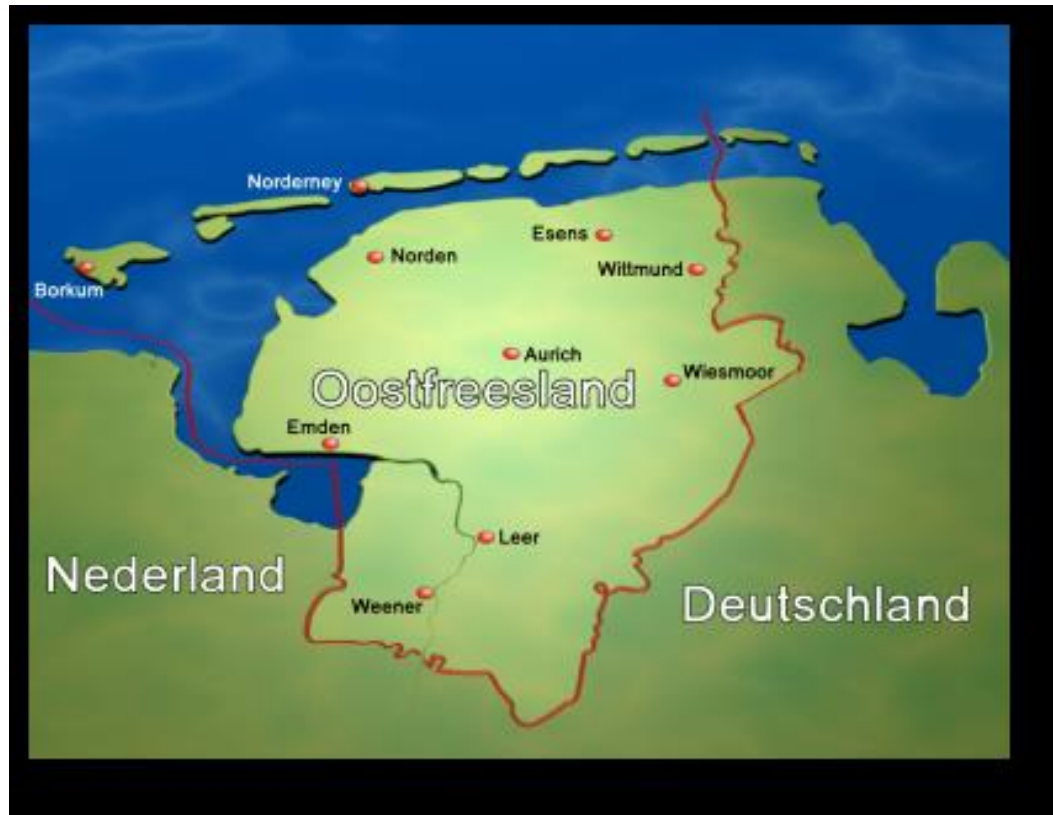 Norderney
Esens
Norden
Wittmund
Borkum
Aurich
Wiesmoor
Oostfreesland
Emden
Leer
Nederland
Weener
Deutschland